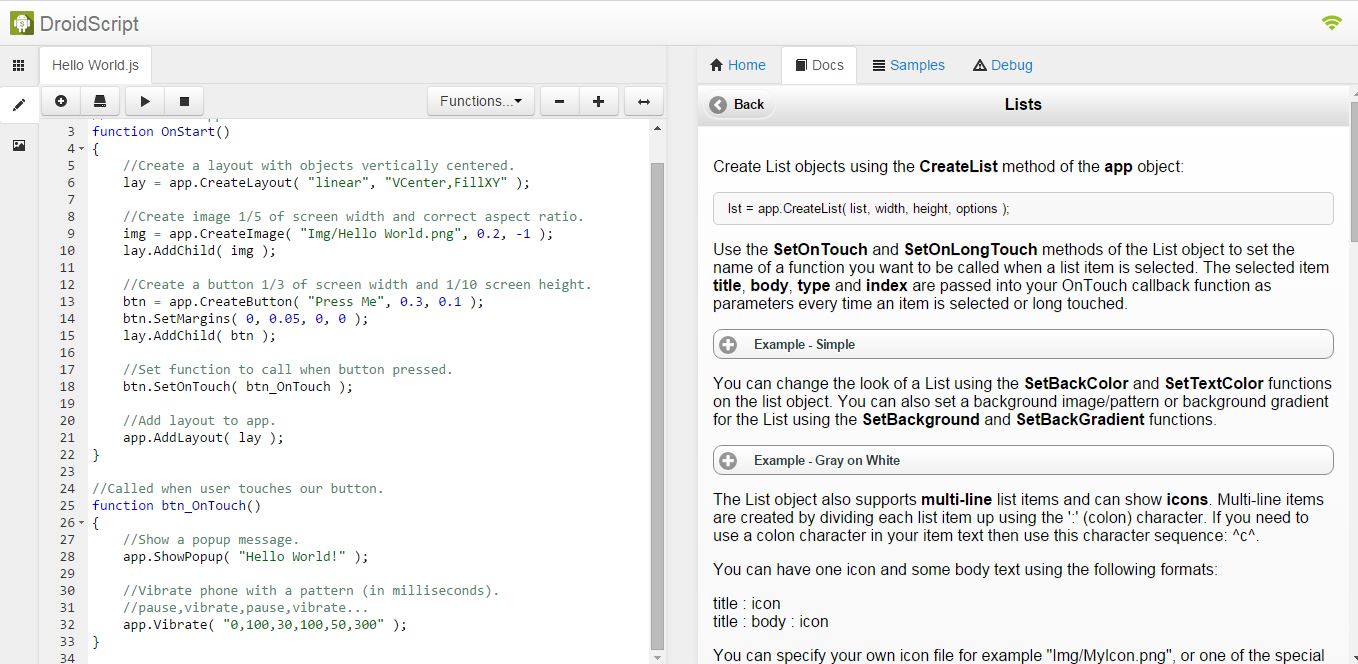 DroidScript
Hello World.js
Home
Docs
Samples
Debug
Functions...
3 function OnStart()
4 {
5 //Create a layout with objects vertically centered.
6 lay = app.CreateLayout( "linear", "VCenter,FillXY" );
7
8 //Create image 1/5 of screen width and correct aspect ratio.
9 img = app.CreateImage( "Img/Hello World.png", 0.2, -1 );
10 lay.AddChild( img );
11
12 //Create a button 1/3 of screen width and 1/10 screen height.
13 btn = app.CreateButton( "Press Me", 0.3, 0.1 );
14 btn.SetMargins( 0, 0.05, 0, 0 );
15 lay.AddChild( btn );
16
17 //Set function to call when button pressed.
18 btn.SetOnTouch( btn_OnTouch );
19
20 //Add layout to app.
21 app.AddLayout( lay );
22 }
23
24 //Called when user touches our button.
25 function btn_OnTouch()
26 {
27 //Show a popup message.
28 app.ShowPopup( "Hello World!" );
29
30 //Vibrate phone with a pattern (in milliseconds).
31 //pause,vibrate,pause,vibrate...
32 app.Vibrate( "0,100,30,100,50,300" );
33 }
34
Back
Lists
Create List objects using the CreateList method of the app object:
lst = app.CreateList( list, width, height, options );
Use the SetOnTouch and SetOnLongTouch methods of the List object to set the
name of a function you want to be called when a list item is selected. The selected item
title, body, type and index are passed into your OnTouch callback function as
parameters every time an item is selected or long touched.
Example - Simple
You can change the look of a List using the SetBackColor and SetTextColor functions
on the list object. You can also set a background image/pattern or background gradient
for the List using the SetBackground and SetBackGradient functions.
Example - Gray on White
The List object also supports multi-line list items and can show icons. Multi-line items
are created by dividing each list item up using the ':' (colon) character. If you need to
use a colon character in your item text then use this character sequence: ^c^.
You can have one icon and some body text using the following formats:
title : icon
title : body : icon
You can specify your own icon file for example "Img/MyIcon.png", or one of the special